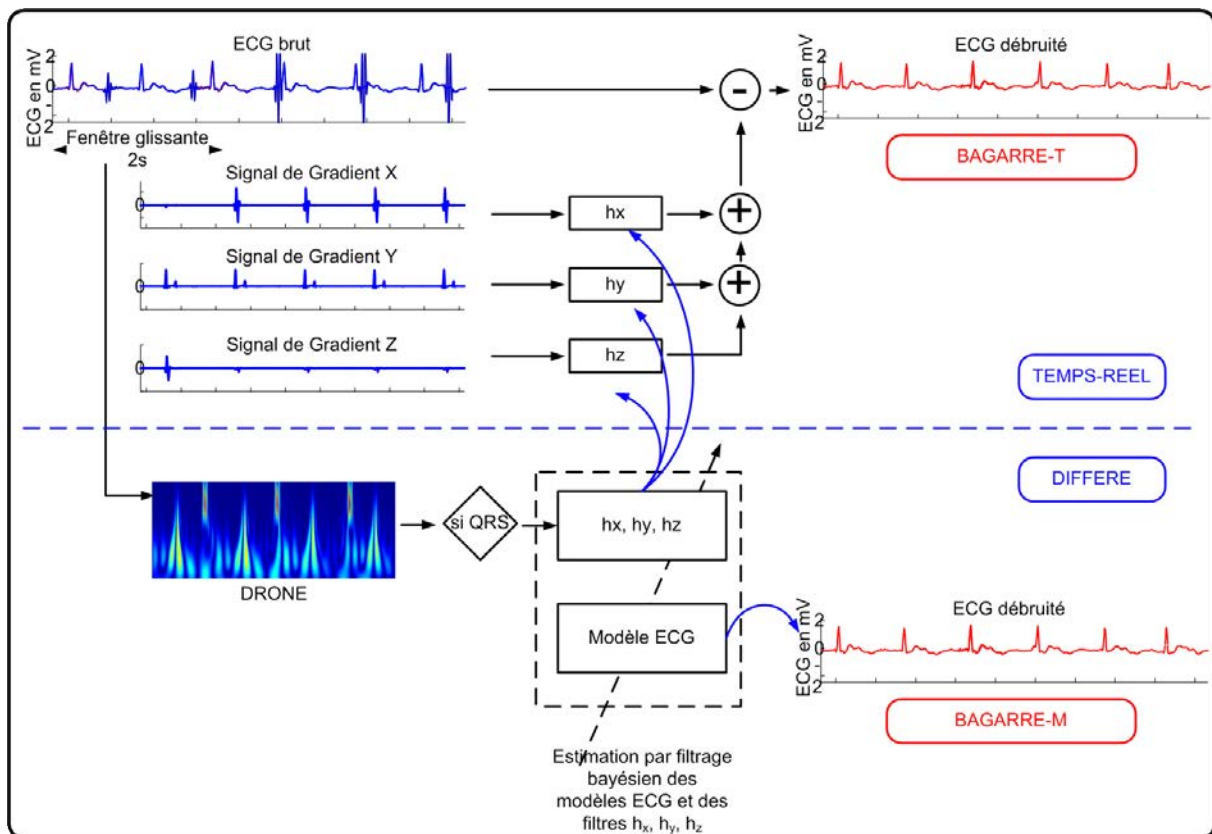 ECG brut
ECG débruité
ECG en mV
2
0
-
2
ECG en mV
2
0
-
2
Fenêtre glissante
2s
BAGARRE-T
-
Signal de Gradient X
0
hx
+
Signal de Gradient Y
0
hy
+
Signal de Gradient Z
0
hz
TEMPS-REEL
DIFFERE
si QRS
hx, hy, hz
DRONE
Modèle ECG
ECG débruité
ECG en mV
2
0
-
2
BAGARRE-M
Estimation par filtrage
bayésien des
modèles ECG et des
filtres hx, hy, hz